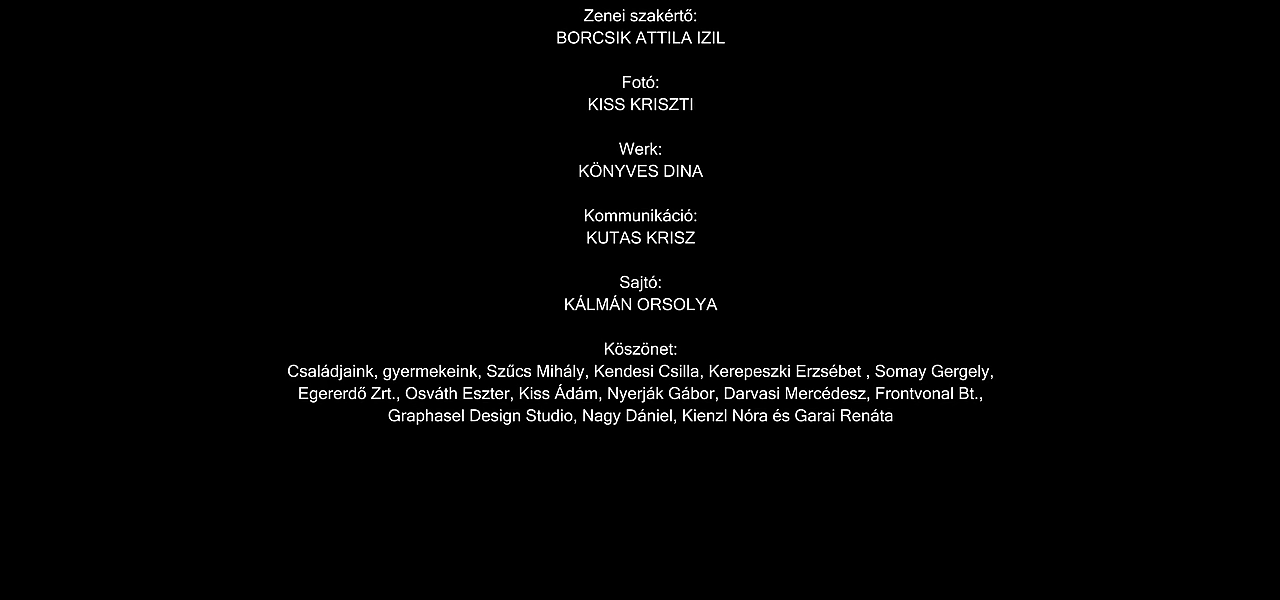 Zenei szakértő:
BORCSIK ATTILA IZIL
Fotó:
KISS KRISZTI
Werk:
KÖNYVES DINA
Kommunikáció:
KUTAS KRISZ
Sajtó:
KÁLMÁN ORSOLYA
Köszönet:
Családjaink, gyermekeink, Szűcs Mihály, Kendesi Csilla, Kerepeszki Erzsébet , Somay Gergely,
Egererdő Zrt., Osváth Eszter, Kiss Ádám, Nyerják Gábor, Darvasi Mercédesz, Frontvonal Bt.,
Graphasel Design Studio, Nagy Dániel, Kienzl Nóra és Garai Renáta